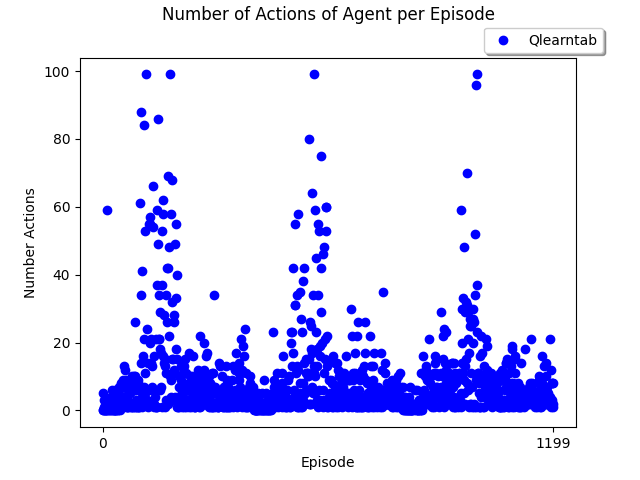 Number of Actions of Agent per Episode
Qlearntab
100
80
60
40
20
0
Number Actions
0
1199
Episode